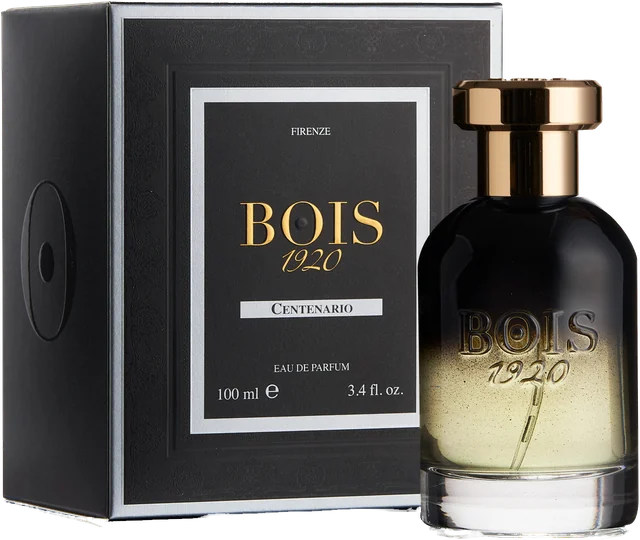 FIRENZE
BOIS
1920
CENTENARIO
EAU DE PARFUM
100 ml ℮ 3.4 fl. oz.
BOIS
1920